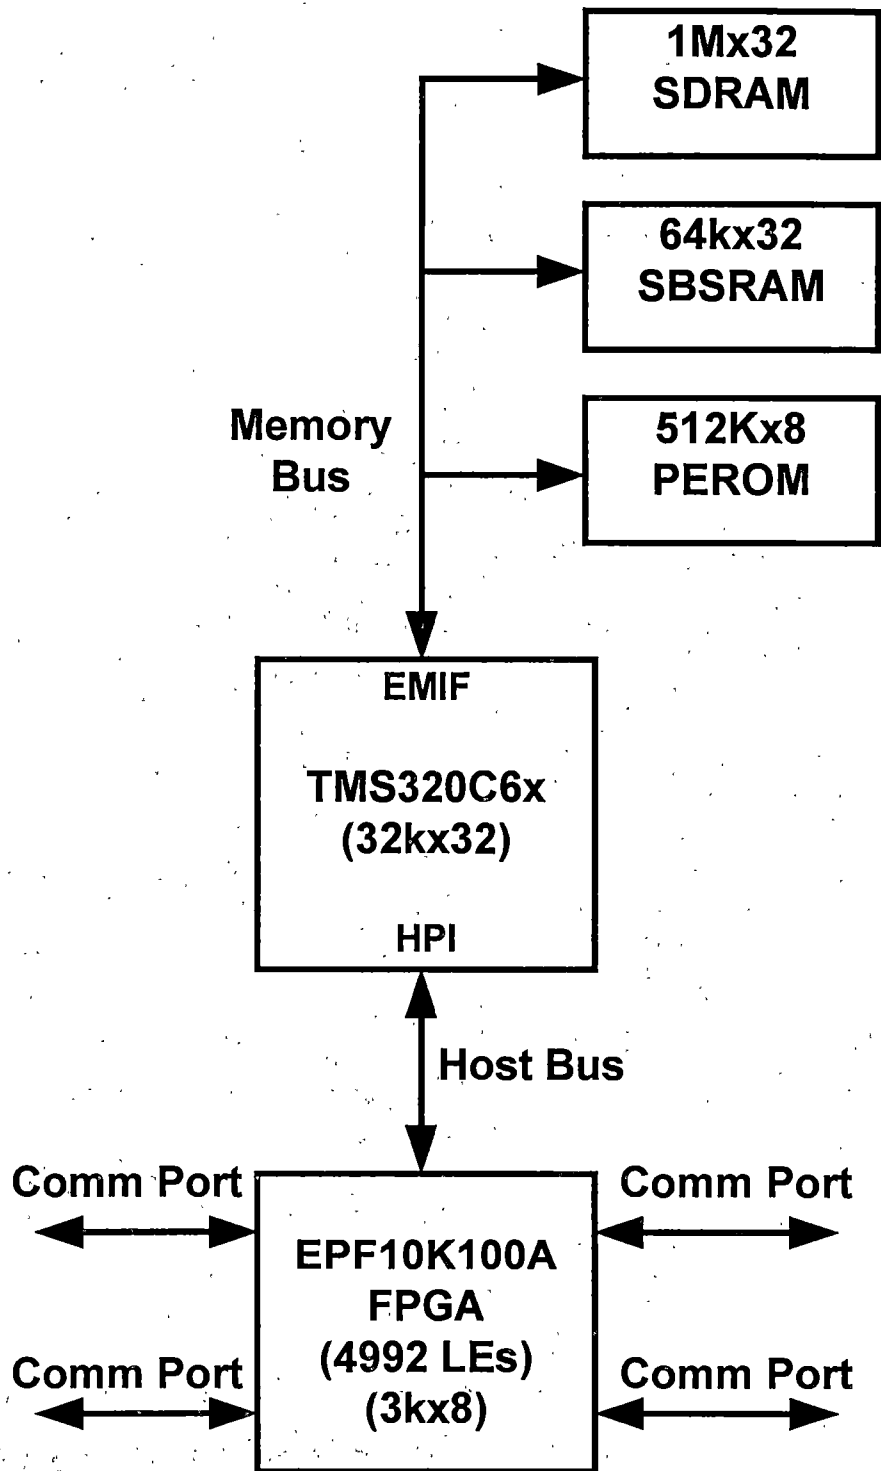 1Mx32
SDRAM
64kx32
SBSRAM
Memory
Bus
512Kx8
PEROM
EMIF
TMS320C6x
(32kx32)
HPI
Host Bus
Comm Port
Comm Port
EPF10K100A
FPGA
(4992 LEs)
(3kx8)
Comm Port
Comm Port